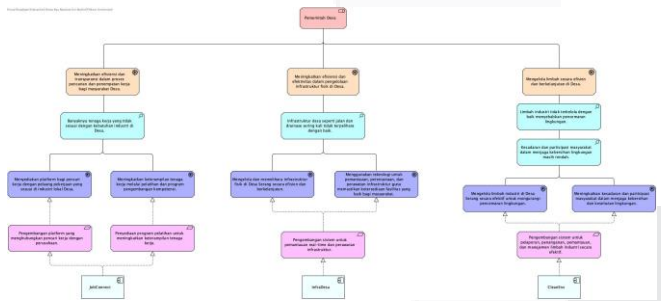 Pemerintah Desa
Meningkatkan efisiensi dan
transparansi dalam proses
pencarian dan penempatan kerja
bagi masyarakat Desa.
Meningkatkan efisiensi dan
efektivitas dalam pengelolaan
infrastruktur fisik di Desa.
Mengelola limbah secara efisien
dan berkelanjutan di Desa.
Banyaknya tenaga kerja yang tidak
sesuai dengan kebutuhan industri di
Desa.
Infrastruktur desa seperti jalan dan
drainase sering kali tidak terpelihara
dengan baik.
Limbah industri tidak terkelola dengan
baik menyebabkan pencemaran
lingkungan
Kesadaran dan partisipasi masyarakat
dalam menjaga kebersihan lingkungan
masih rendah.
Menyediakan platform bagi pencari
kerja dengan peluang pekerjaan yang
sesuai di industri lokal Desa.
Meningkatkan keterampilan tenaga
kerja melalui pelatihan dan program
pengembangan kompetensi.
Mengelola dan memelihara infrastruktur
fisik di Desa Serang secara efisien dan
berkelanjutan.
Menggunakan teknologi untuk
pemantauan, perencanaan, dan
perawatan infrastruktur guna
memastikan ketersediaan fasilitas yang
baik bagi masyarakat.
Mengelola limbah industri di Desa
Serang secara efektif untuk mengurangi
pencemaran lingkungan.
Meningkatkan kesadaran dan partisipasi
masyarakat dalam menjaga kebersihan
dan kesehatan lingkungan.
Pengembangan platform yang
menghubungkan pencari kerja dengan
perusahaan.
Penyediaan program pelatihan untuk
meningkatkan keterampilan tenaga
kerja.
Pengembangan sistem untuk
pemantauan real-time dan perawatan
infrastruktur.
Pengembangan sistem untuk
pelaporan, penanganan, pemantauan,
dan manajemen limbah industri secara
efektif.
JobConnect
InfraDesa
CleanEnv